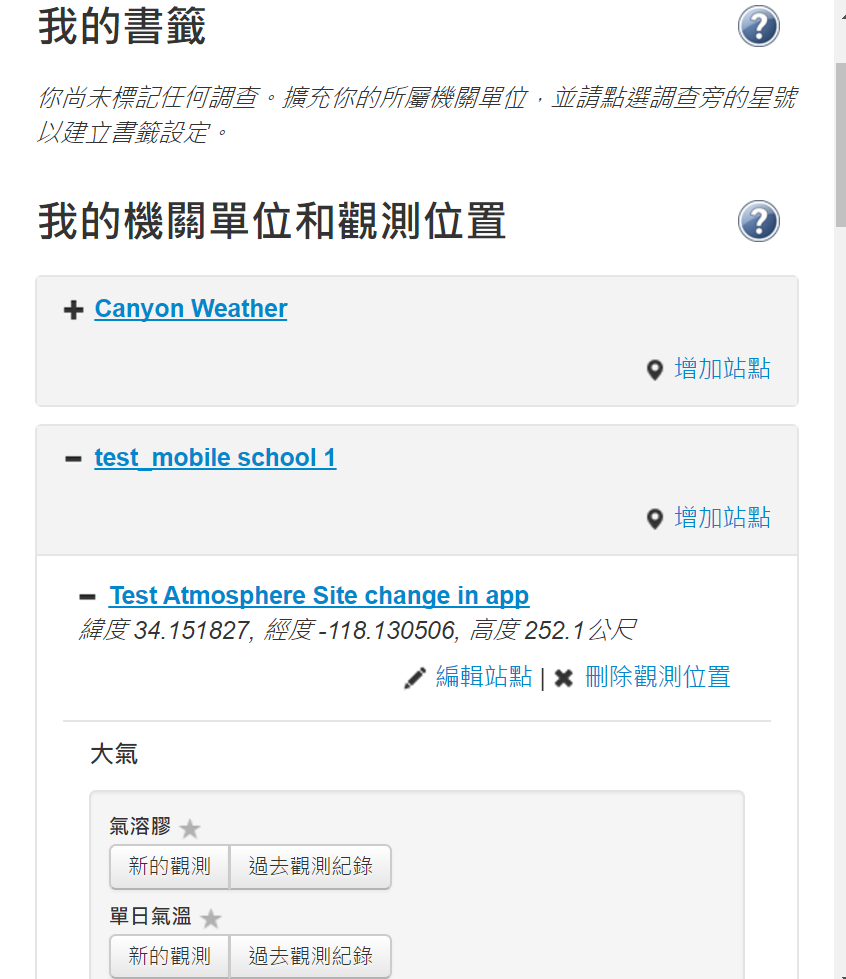 我的書籤
你尚未標記任何調查。擴充你的所屬機關單位，並請點選調查旁的星號
以建立書籤設定。
我的機關單位和觀測位置
Canyon Weather
增加站點
test_mobile school 1
增加站點
Test Atmosphere Site change in app
緯度 34.151827, 經度 -118.130506, 高度 252.1公尺
編輯站點 | 刪除觀測位置
大氣
氣溶膠
新的觀測 過去觀測紀錄
單日氣溫
新的觀測 過去觀測紀錄